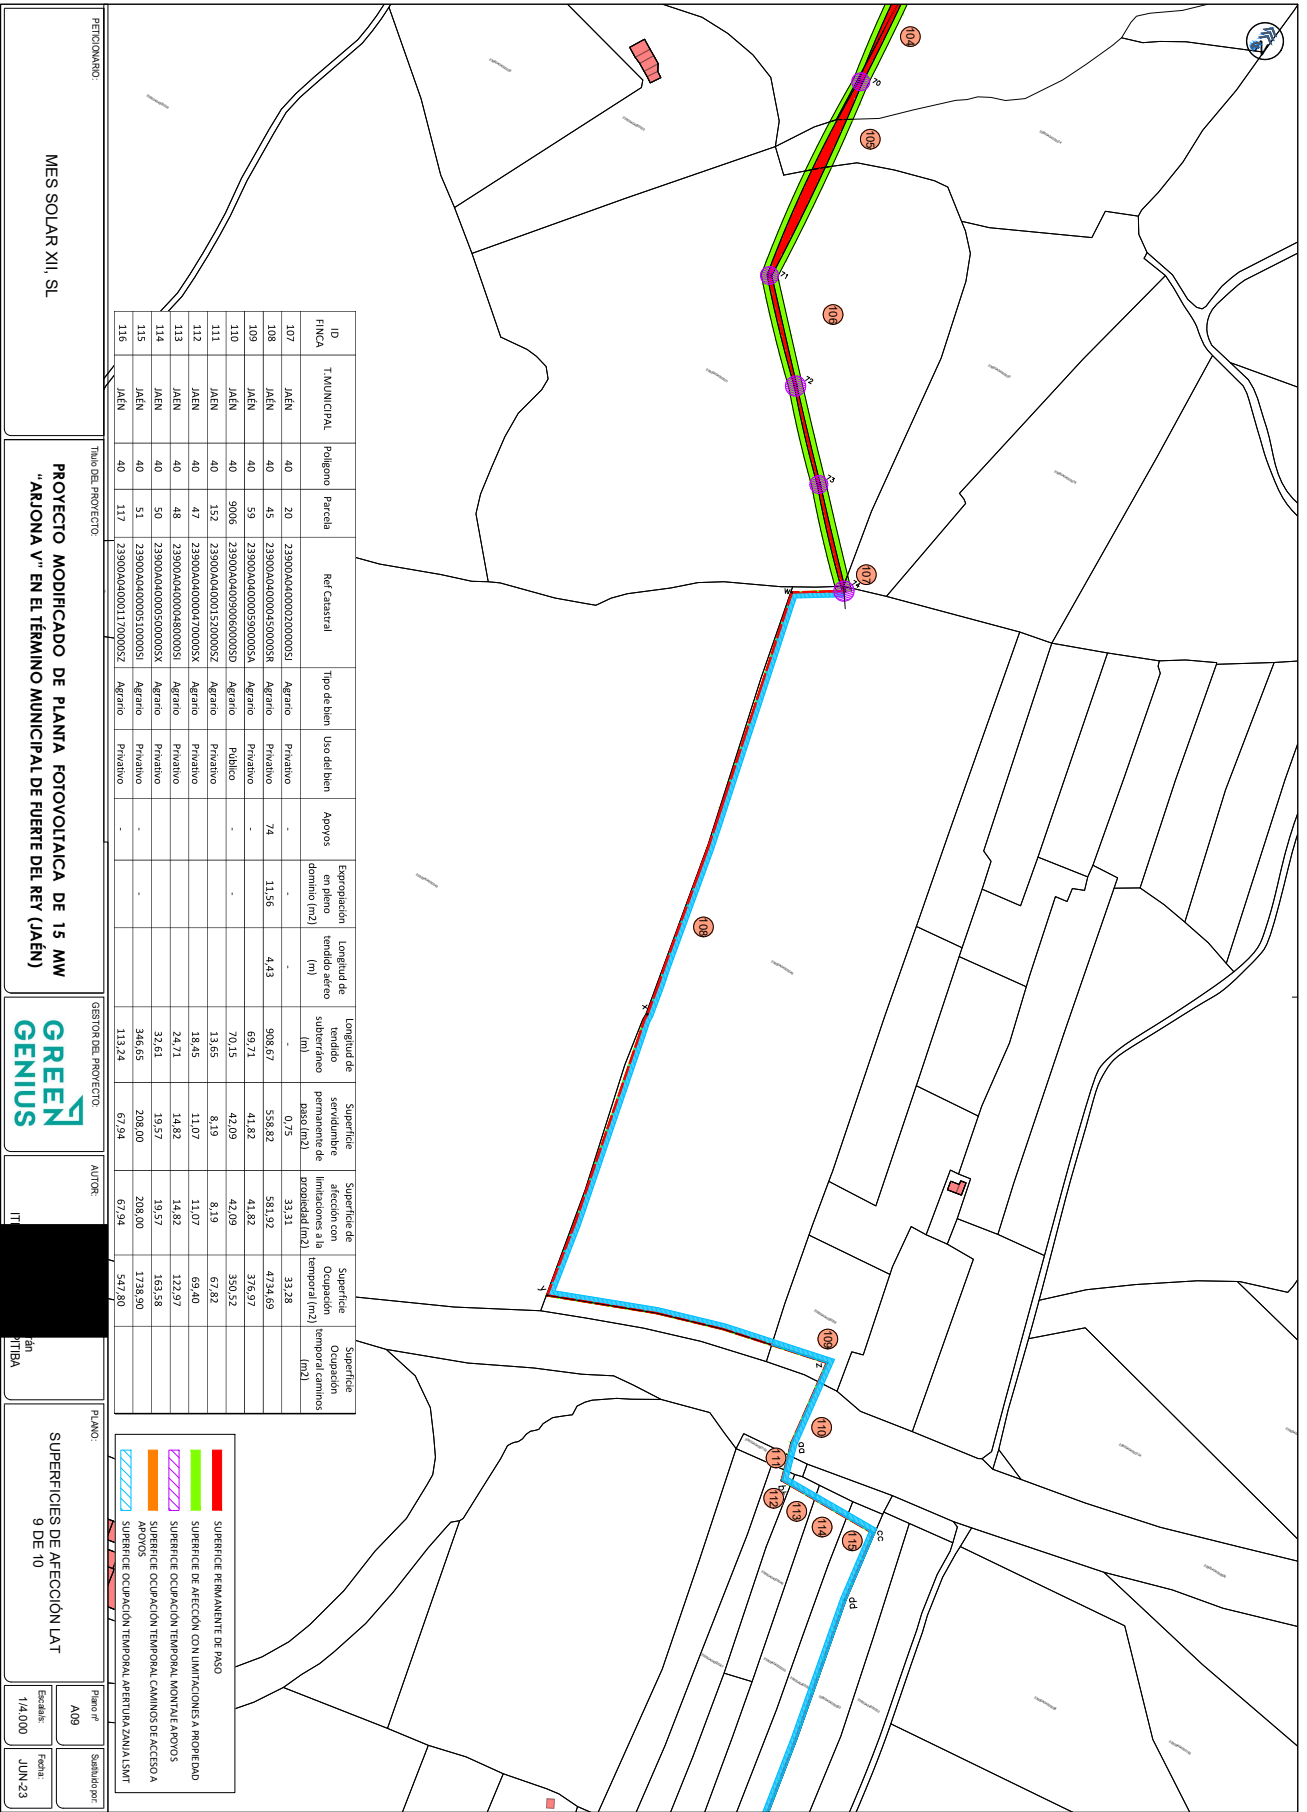 104
70
105
71
106
72
73
107
74
w
108
x
y
109
z
110
aa
111
112
113
114
115
cc
dd
ID FINCA | T.MUNICIPAL | Polígono | Parcela | Ref Catastral | Tipo de bien | Uso del bien | Apoyos | Expropiación en pleno dominio (m2) | Longitud de tendido aéreo (m) | Longitud de tendido subterráneo (m) | Superficie servidumbre permanente de paso (m2) | Superficie de afección con limitaciones a la propiedad (m2) | Superficie Ocupación temporal (m2) | Superficie Ocupación temporal caminos (m2)
107 JAÉN 40 20 23900A040000200000SJ Agrario Privativo - - - - 0,75 33,31 33,28
108 JAÉN 40 45 23900A040000450000SR Agrario Privativo 74 11,56 4,43 908,67 558,82 581,92 4734,69
109 JAÉN 40 59 23900A040000590000SA Agrario Privativo - 69,71 41,82 41,82 376,97
110 JAÉN 40 9006 23900A040090060000SD Agrario Público - - 70,15 42,09 42,09 350,52
111 JAEN 40 152 23900A040001520000SZ Agrario Privativo 13,65 8,19 8,19 67,82
112 JAEN 40 47 23900A040000470000SX Agrario Privativo 18,45 11,07 11,07 69,40
113 JAEN 40 48 23900A040000480000SI Agrario Privativo 24,71 14,82 14,82 122,97
114 JAEN 40 50 23900A040000500000SX Agrario Privativo 32,61 19,57 19,57 163,58
115 JAÉN 40 51 23900A040000510000SI Agrario Privativo - - 346,65 208,00 208,00 1738,90
116 JAÉN 40 117 23900A040001170000SZ Agrario Privativo - 113,24 67,94 67,94 547,80
SUPERFICIE PERMANENTE DE PASO
SUPERFICIE DE AFECCIÓN CON LIMITACIONES A PROPIEDAD
SUPERFICIE OCUPACIÓN TEMPORAL MONTAJE APOYOS
SUPERFICIE OCUPACIÓN TEMPORAL CAMINOS DE ACCESO A
APOYOS
SUPERFICIE OCUPACIÓN TEMPORAL APERTURA ZANJA LSMT
PETICIONARIO:
MES SOLAR XII, SL
Título DEL PROYECTO:
PROYECTO MODIFICADO DE PLANTA FOTOVOLTAICA DE 15 MW
"ARJONA V" EN EL TÉRMINO MUNICIPAL DE FUERTE DEL REY (JAÉN)
GESTOR DEL PROYECTO:
GREEN
GENIUS
AUTOR:
PLANO:
SUPERFICIES DE AFECCIÓN LAT
9 DE 10
Plano nº
A09
Sustituido por:
Escala/s:
1/4.000
Fecha:
JUN-23